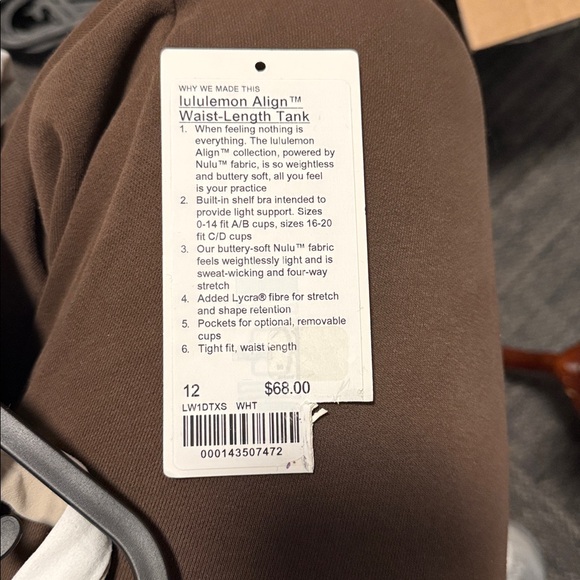 WHY WE MADE THIS
lululemon Align™
Waist-Length Tank
1. When feeling nothing is
everything. The lululemon
Align™ collection, powered by
Nulu™ fabric, is so weightless
and buttery soft, all you feel
is your practice
2. Built-in shelf bra intended to
provide light support. Sizes
0-14 fit A/B cups, sizes 16-20
fit C/D cups
3. Our buttery-soft Nulu™ fabric
feels weightlessly light and is
sweat-wicking and four-way
stretch
4. Added Lycra® fibre for stretch
and shape retention
5. Pockets for optional, removable
cups
6. Tight fit, waist length
12 $68.00
LW1DTXS WHT
000143507472